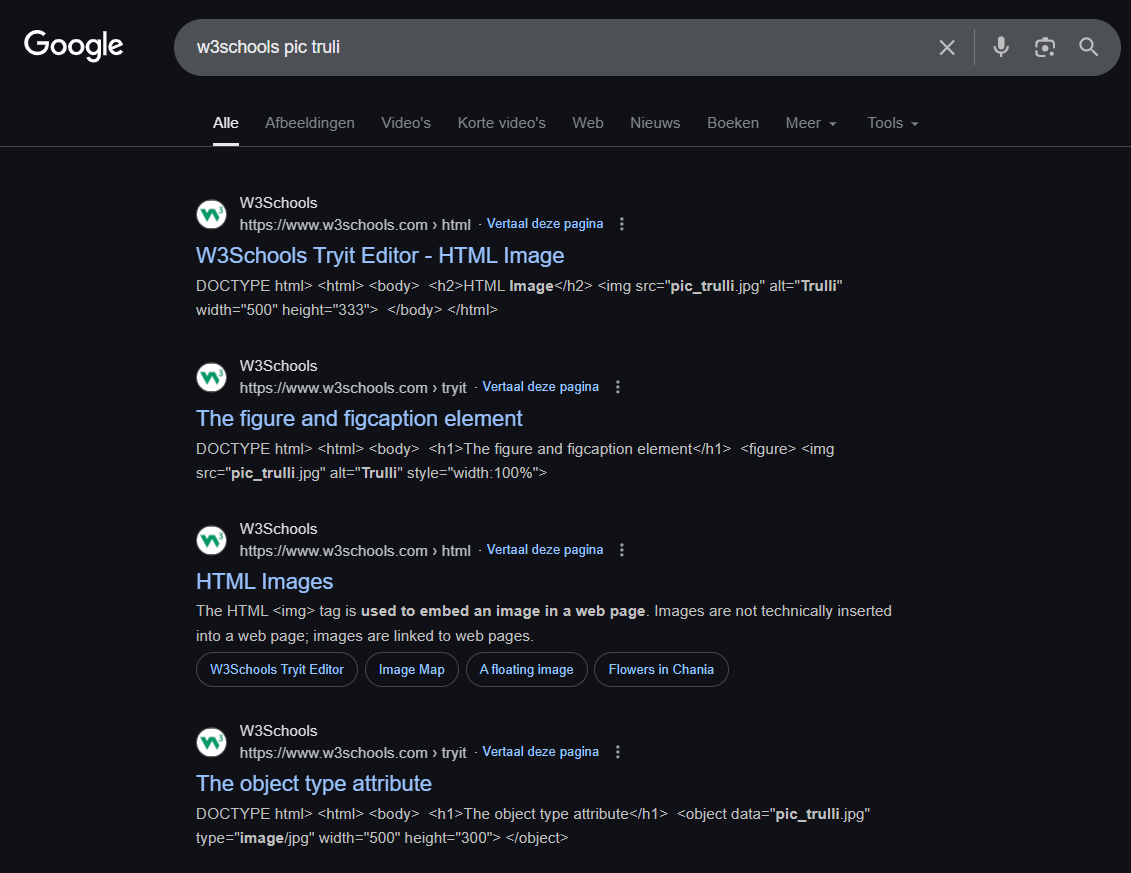 Google
w3schools pic truli
Alle Afbeeldingen Video's Korte video's Web Nieuws Boeken Meer Tools
W3Schools
https://www.w3schools.com › html · Vertaal deze pagina
W3Schools Tryit Editor - HTML Image
DOCTYPE html> <html> <body> <h2>HTML Image</h2> <img src="pic_trulli.jpg" alt="Trulli"
width="500" height="333"> </body> </html>
W3Schools
https://www.w3schools.com › tryit · Vertaal deze pagina
The figure and figcaption element
DOCTYPE html> <html> <body> <h1>The figure and figcaption element</h1> <figure> <img
src="pic_trulli.jpg" alt="Trulli" style="width:100%">
W3Schools
https://www.w3schools.com › html · Vertaal deze pagina
HTML Images
The HTML <img> tag is used to embed an image in a web page. Images are not technically inserted
into a web page; images are linked to web pages.
W3Schools Tryit Editor Image Map A floating image Flowers in Chania
W3Schools
https://www.w3schools.com › tryit · Vertaal deze pagina
The object type attribute
DOCTYPE html> <html> <body> <h1>The object type attribute</h1> <object data="pic_trulli.jpg"
type="image/jpg" width="500" height="300"> </object>